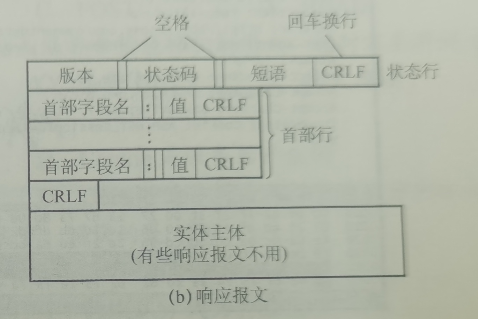 空格 回车换行
版本 状态码 短语 CRLF 状态行
首部字段名 : 值 CRLF
⋮ 首部行
首部字段名 : 值 CRLF
CRLF
实体主体
(有些响应报文不用)
(b) 响应报文